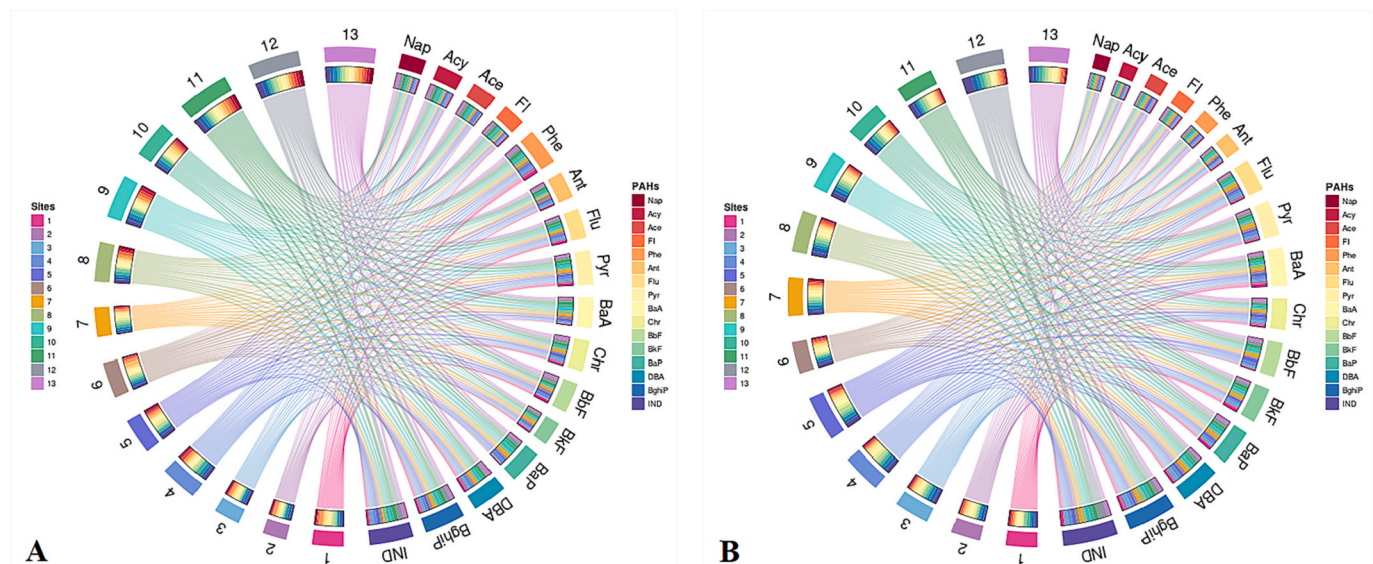 13
Nap
Acy
Ace
Fl
Phe
Ant
Flu
Pyr
BaA
Chr
BbF
BkF
BaP
DBA
BghiP
IND
1
2
3
4
5
6
7
8
9
10
11
12
Sites
1
2
3
4
5
6
7
8
9
10
11
12
13
PAHs
Nap
Acy
Ace
Fl
Phe
Ant
Flu
Pyr
BaA
Chr
BbF
BkF
BaP
DBA
BghiP
IND
A
13
Nap
Acy
Ace
Fl
Phe
Ant
Flu
Pyr
BaA
Chr
BbF
BKF
BaP
DBA
BghiP
IND
1
2
3
4
5
6
7
8
9
10
11
12
Sites
1
2
3
4
5
6
7
8
9
10
11
12
13
PAHs
Nap
Acy
Ace
Fl
Phe
Ant
Flu
Pyr
BaA
Chr
BbF
BkF
BaP
DBA
BghiP
IND
B